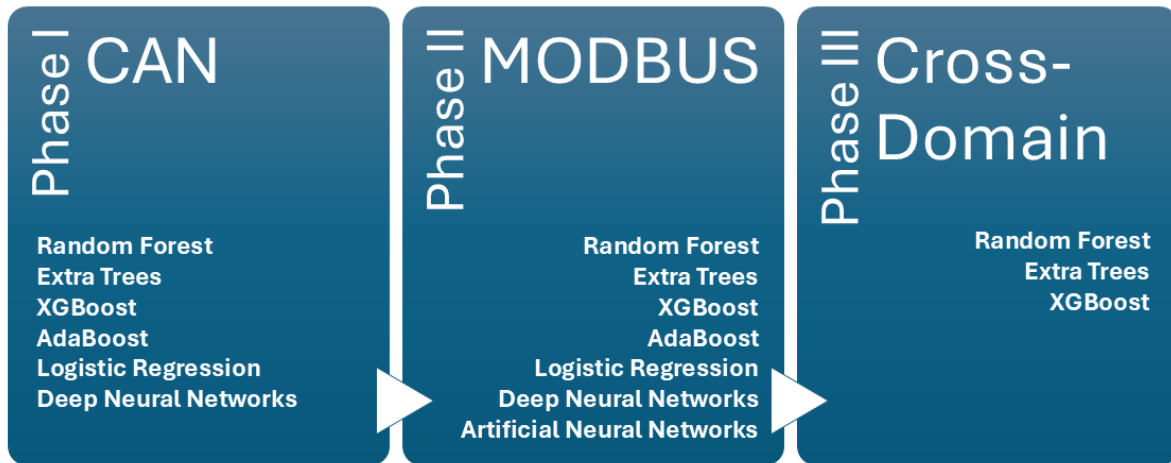 Phase I
CAN
Random Forest
Extra Trees
XGBoost
AdaBoost
Logistic Regression
Deep Neural Networks
Phase II
MODBUS
Random Forest
Extra Trees
XGBoost
AdaBoost
Logistic Regression
Deep Neural Networks
Artificial Neural Networks
Phase III
Cross-
Domain
Random Forest
Extra Trees
XGBoost